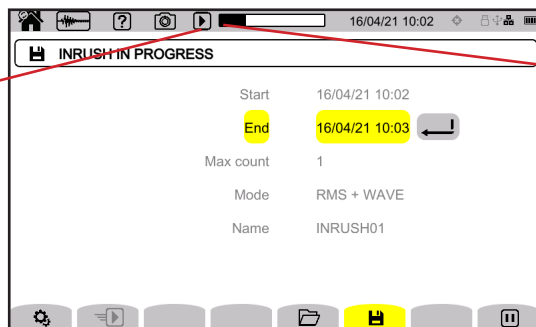 ? 16/04/21 10:02
INRUSH IN PROGRESS
Start 16/04/21 10:02
End 16/04/21 10:03
Max count 1
Mode RMS + WAVE
Name INRUSH01